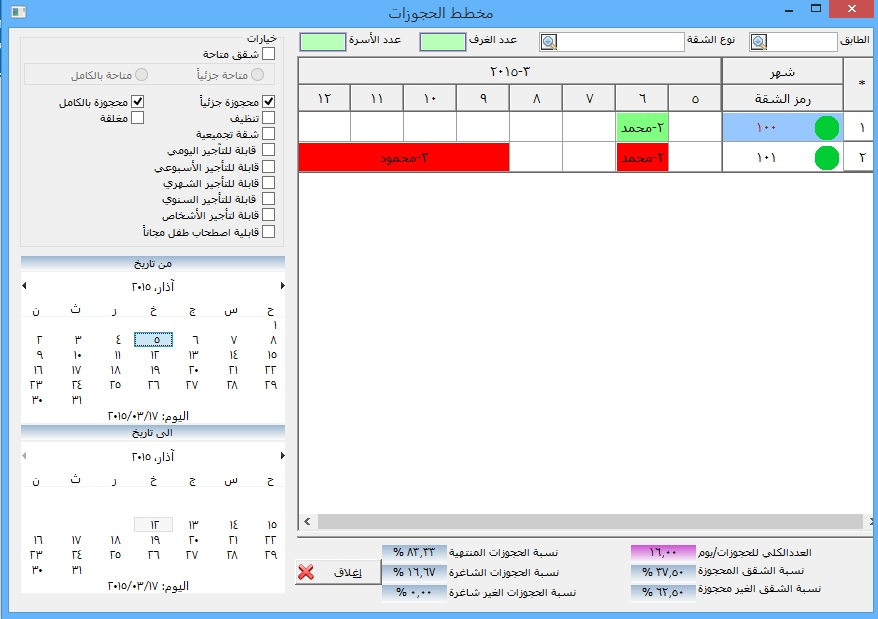 مخطط الحجوزات
الطابق
نوع الشقة
عدد الغرف
عدد الأسرة
* شهر ٣-٢٠١٥
رمز الشقة ٥ ٦ ٧ ٨ ٩ ١٠ ١١ ١٢
١ ١٠٠ ٢-محمد
٢ ١٠١ ٢-محمد ٣-محمود
خيارات
شقق متاحة
متاحة جزئياً متاحة بالكامل
محجوزة جزئياً محجوزة بالكامل
تنظيف مغلقة
شقة تجميعية
قابلة للتأجير اليومي
قابلة للتأجير الأسبوعي
قابلة للتأجير الشهري
قابلة للتأجير السنوي
قابلة لتأجير الأشخاص
قابلية اصطحاب طفل مجاناً
من تاريخ
آذار، ٢٠١٥
ح س ج خ ر ث ن
١
٨ ٧ ٦ ٥ ٤ ٣ ٢
١٥ ١٤ ١٣ ١٢ ١١ ١٠ ٩
٢٢ ٢١ ٢٠ ١٩ ١٨ ١٧ ١٦
٢٩ ٢٨ ٢٧ ٢٦ ٢٥ ٢٤ ٢٣
٣١ ٣٠
اليوم: ٢٠١٥/٠٣/١٧
الى تاريخ
آذار، ٢٠١٥
ح س ج خ ر ث ن
١٥ ١٤ ١٣ ١٢
٢٢ ٢١ ٢٠ ١٩ ١٨ ١٧ ١٦
٢٩ ٢٨ ٢٧ ٢٦ ٢٥ ٢٤ ٢٣
٣١ ٣٠
اليوم: ٢٠١٥/٠٣/١٧
العددالكلي للحجوزات/يوم ١٦,٠٠
نسبة الشقق المحجوزة ٣٧,٥٠ %
نسبة الشقق الغير محجوزة ٦٢,٥٠ %
نسبة الحجوزات المنتهية ٨٣,٣٣ %
نسبة الحجوزات الشاغرة ١٦,٦٧ %
نسبة الحجوزات الغير شاغرة ٠,٠٠ %
إغلاق